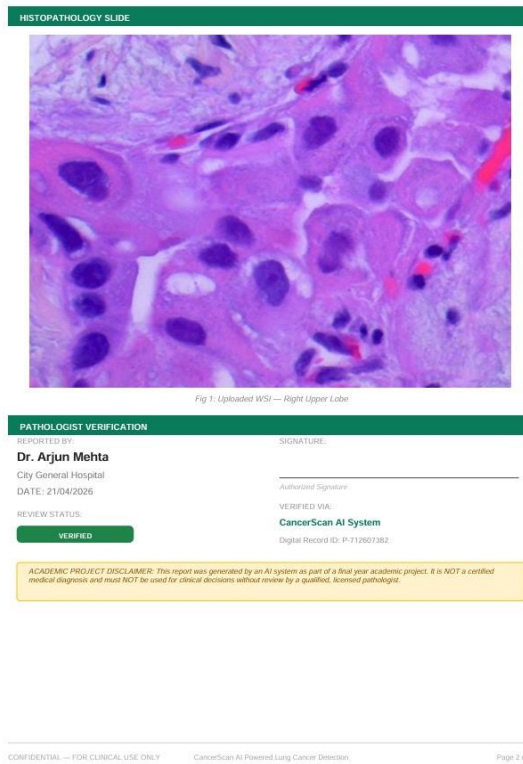 HISTOPATHOLOGY SLIDE
Fig 1: Uploaded WSI — Right Upper Lobe
PATHOLOGIST VERIFICATION
REPORTED BY:
Dr. Arjun Mehta
City General Hospital
DATE: 21/04/2026
REVIEW STATUS:
VERIFIED
SIGNATURE:
Authorized Signature
VERIFIED VIA:
CancerScan AI System
Digital Record ID: P-712607382
ACADEMIC PROJECT DISCLAIMER: This report was generated by an AI system as part of a final year academic project. It is NOT a certified
medical diagnosis and must NOT be used for clinical decisions without review by a qualified, licensed pathologist.
CONFIDENTIAL — FOR CLINICAL USE ONLY
CancerScan AI Powered Lung Cancer Detection
Page 2